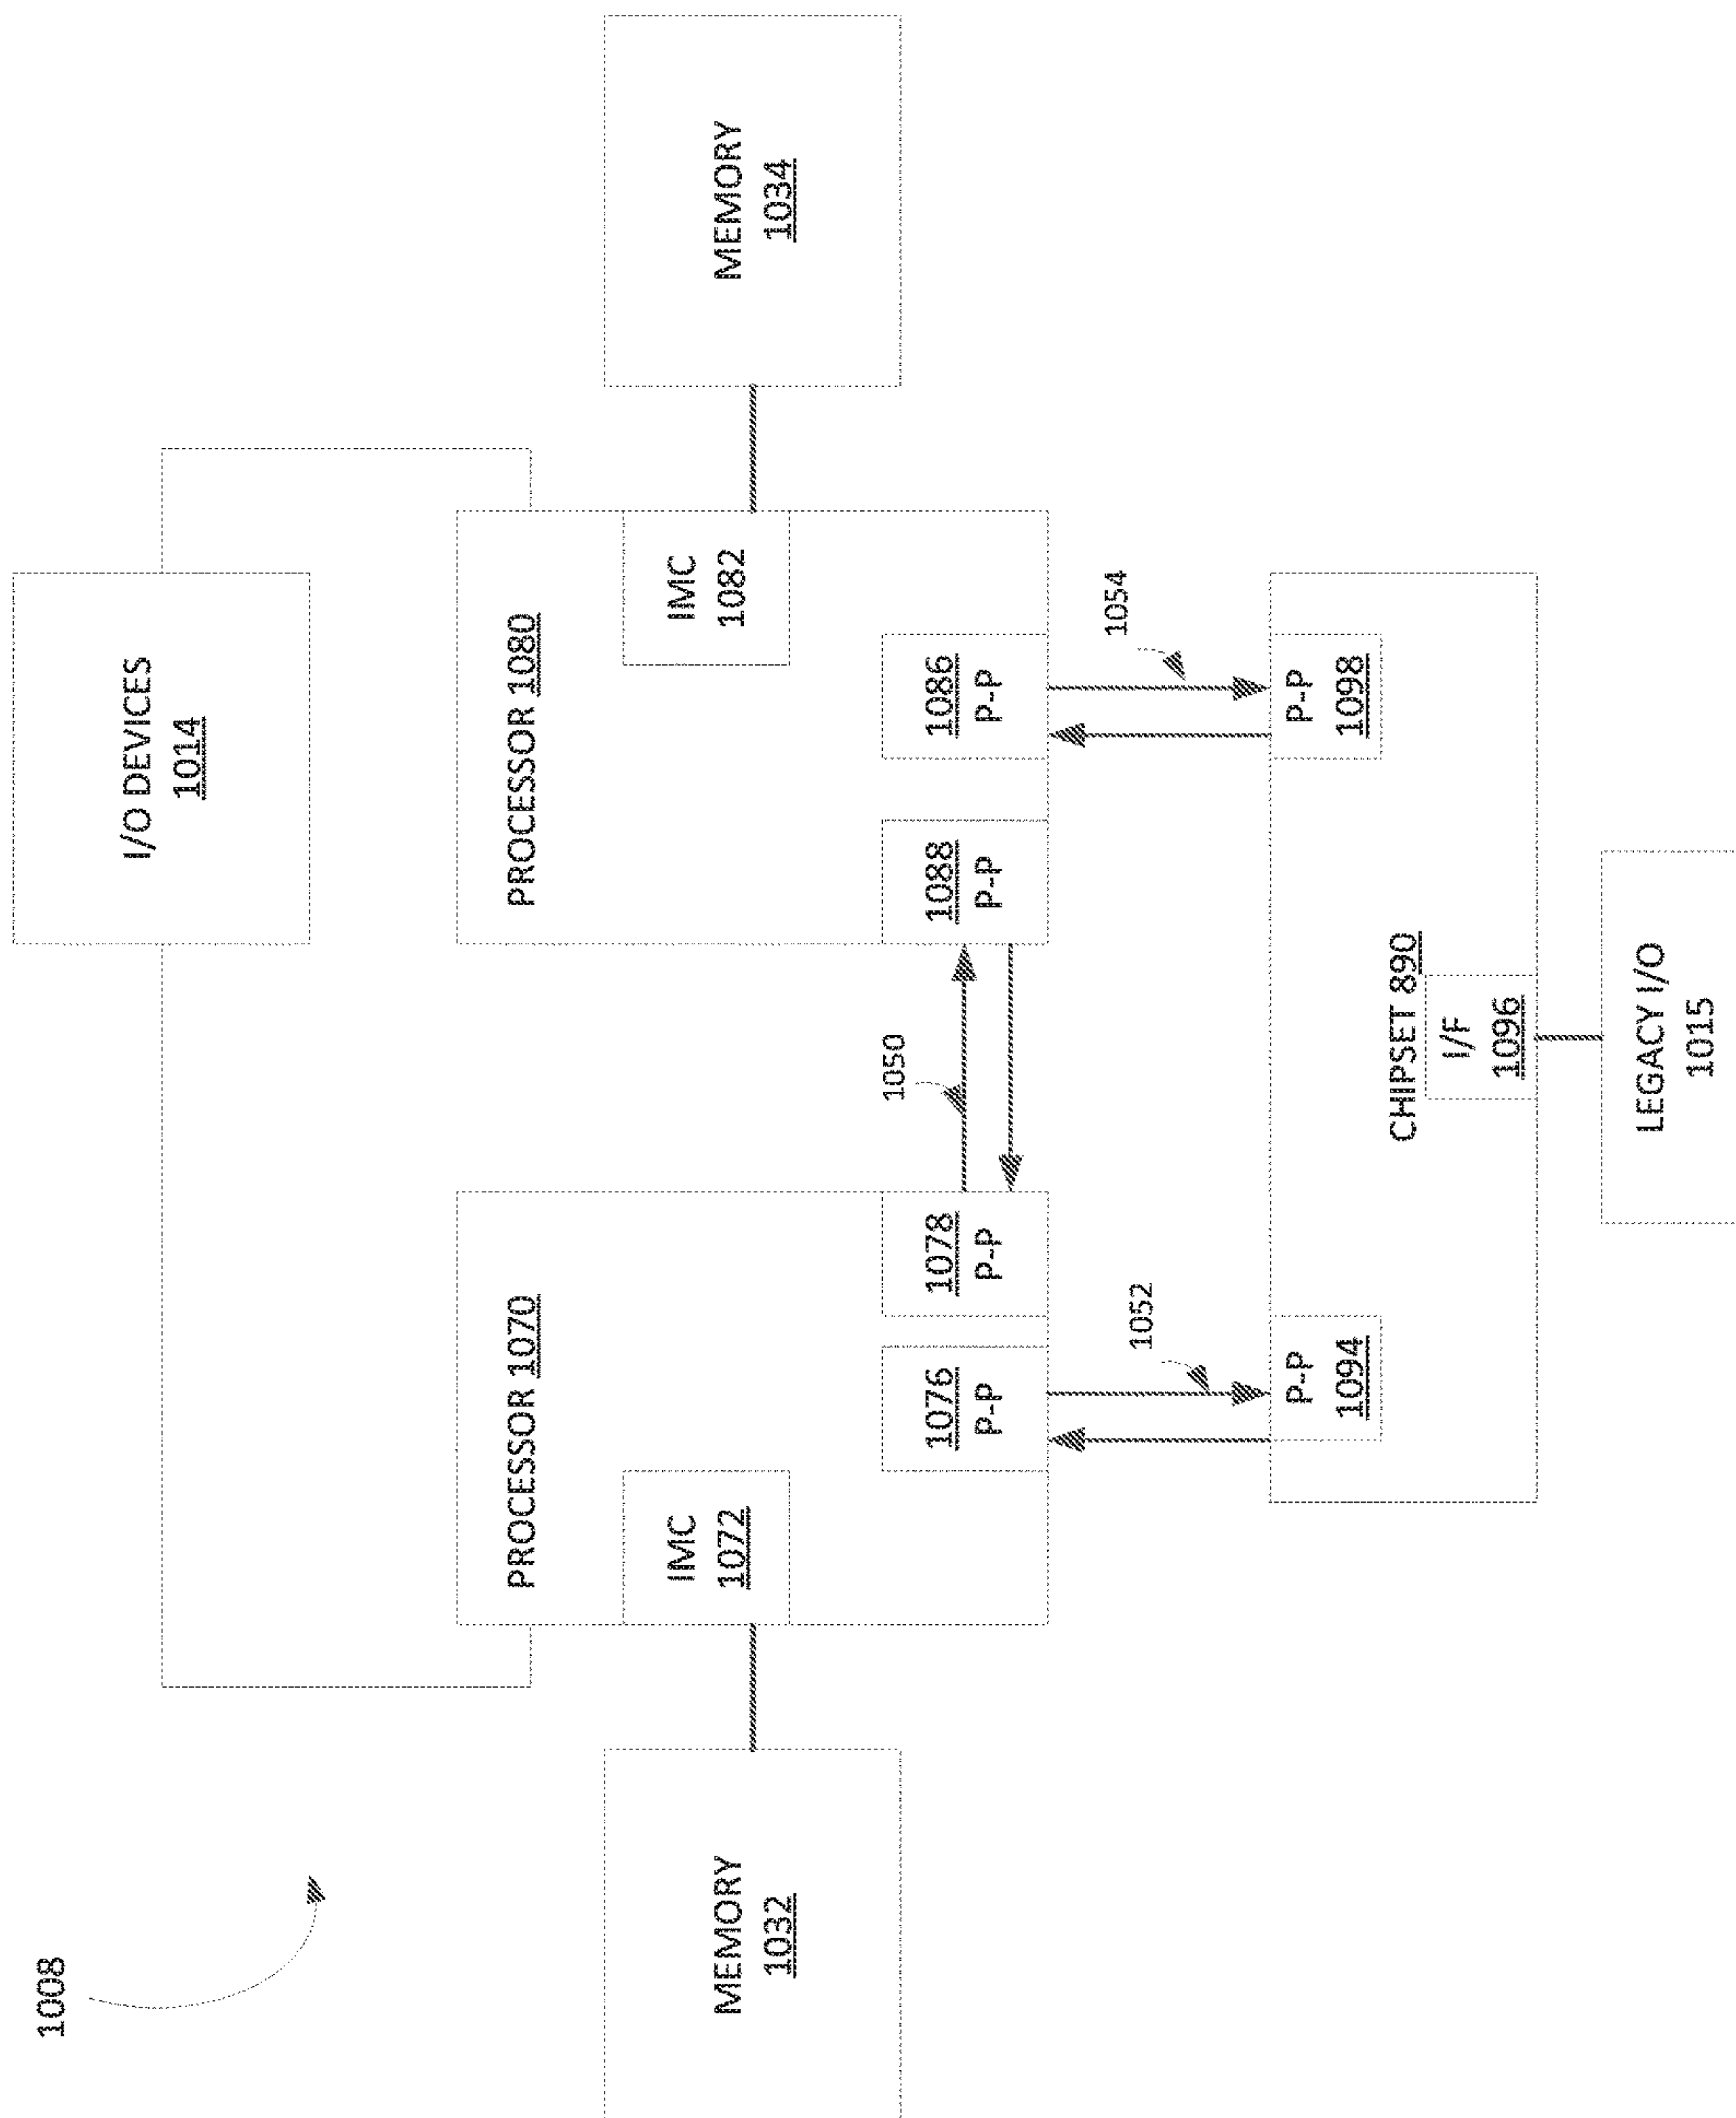 1008
I/O DEVICES
1014
MEMORY
1032
PROCESSOR 1070
IMC
1072
1076
P-P
1078
P-P
1050
PROCESSOR 1080
IMC
1082
1088
P-P
1086
P-P
MEMORY
1034
1052
1054
P-P
1094
P-P
1098
CHIPSET 890
I/F
1096
LEGACY I/O
1015